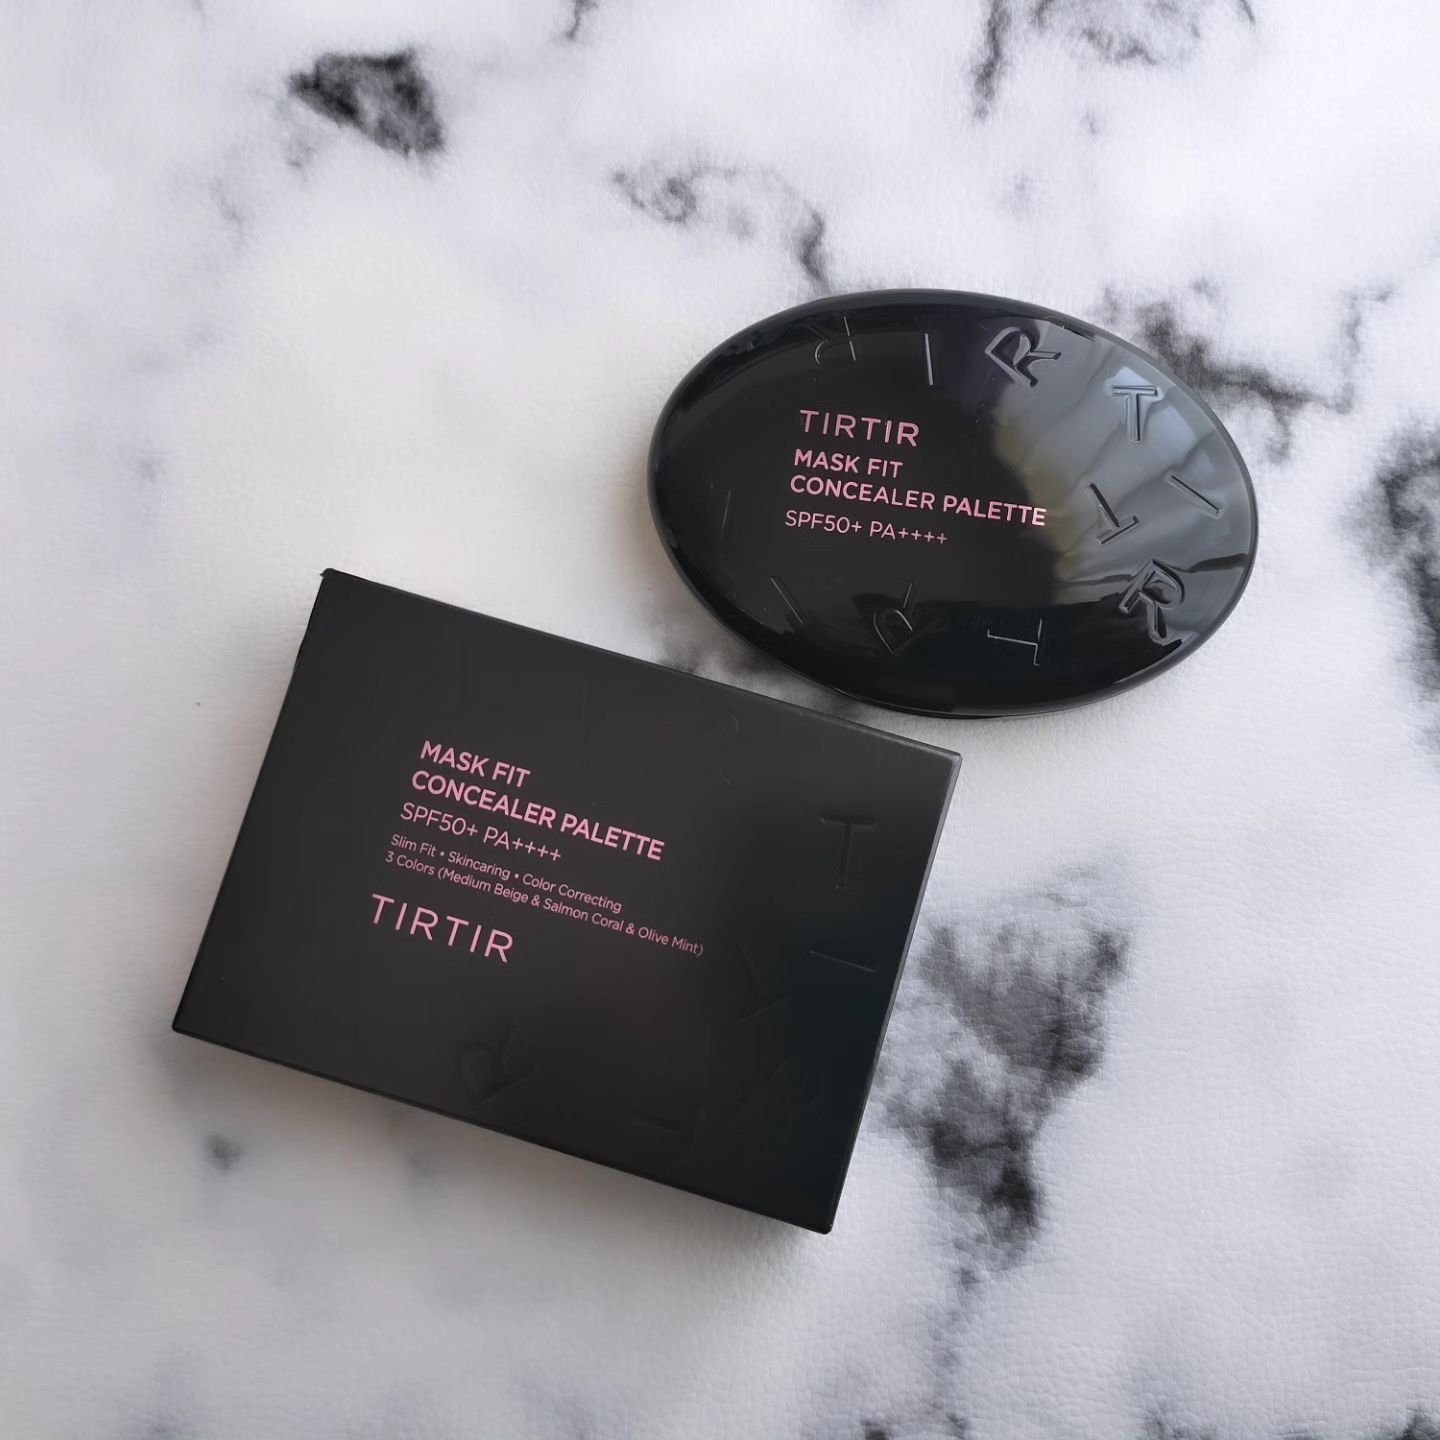 TIRTIR
MASK FIT
CONCEALER PALETTE
SPF50+ PA++++
MASK FIT
CONCEALER PALETTE
SPF50+ PA++++
Slim Fit • Skincaring • Color Correcting
3 Colors (Medium Beige & Salmon Coral & Olive Mint)
TIRTIR